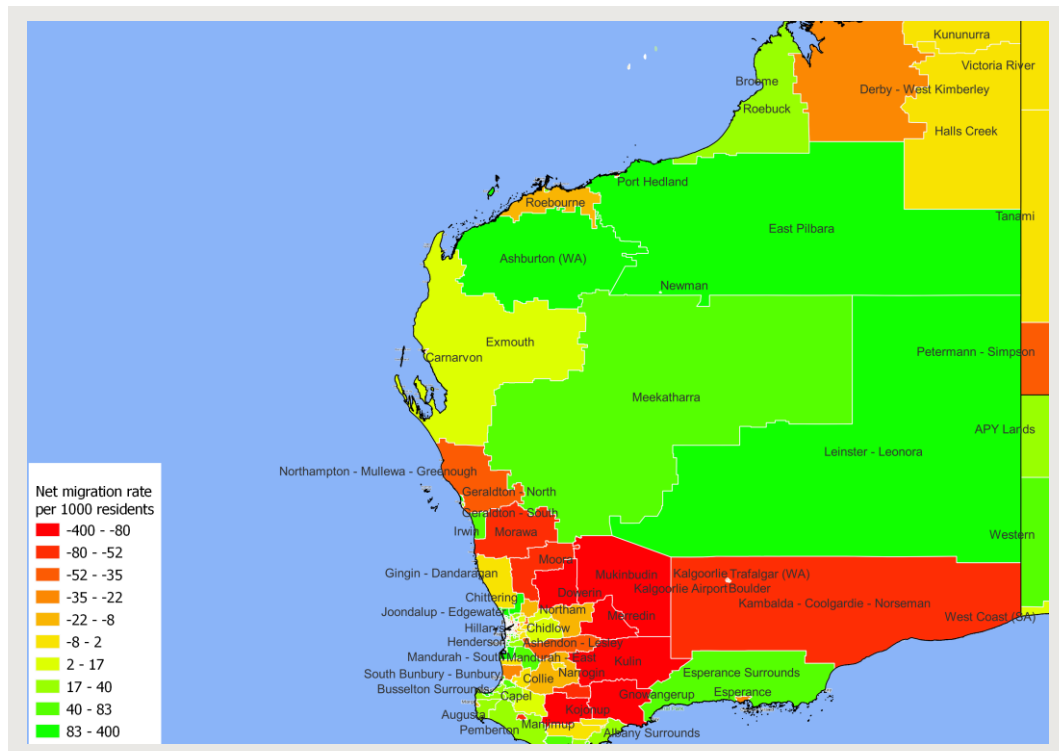 Kununurra
Victoria River
Broome
Derby - West Kimberley
Roebuck
Halls Creek
Port Hedland
Roebourne
Tanami
East Pilbara
Ashburton (WA)
Newman
Exmouth
Carnarvon
Petermann - Simpson
Meekatharra
APY Lands
Leinster - Leonora
Northampton - Mullewa - Greenough
Geraldton - North
Geraldton - South
Irwin
Morawa
Western
Moora
Gingin - Dandaragan
Mukinbudin
Kalgoorlie Trafalgar (WA)
Kalgoorlie Airport
Boulder
Dowerin
Chittering
Kambalda - Coolgardie - Norseman
Joondalup - Edgewater
Northam
Merredin
West Coast (SA)
Hillarys
Chidlow
Henderson
Ashendon - Lesley
Mandurah - South
Mandurah - East
Kulin
South Bunbury - Bunbury
Collie
Narrogin
Esperance Surrounds
Busselton Surrounds
Capel
Gnowangerup
Esperance
Augusta
Kojonup
Pemberton
Manjimup
Albany Surrounds
Net migration rate
per 1000 residents
-400 - -80
-80 - -52
-52 - -35
-35 - -22
-22 - -8
-8 - 2
2 - 17
17 - 40
40 - 83
83 - 400